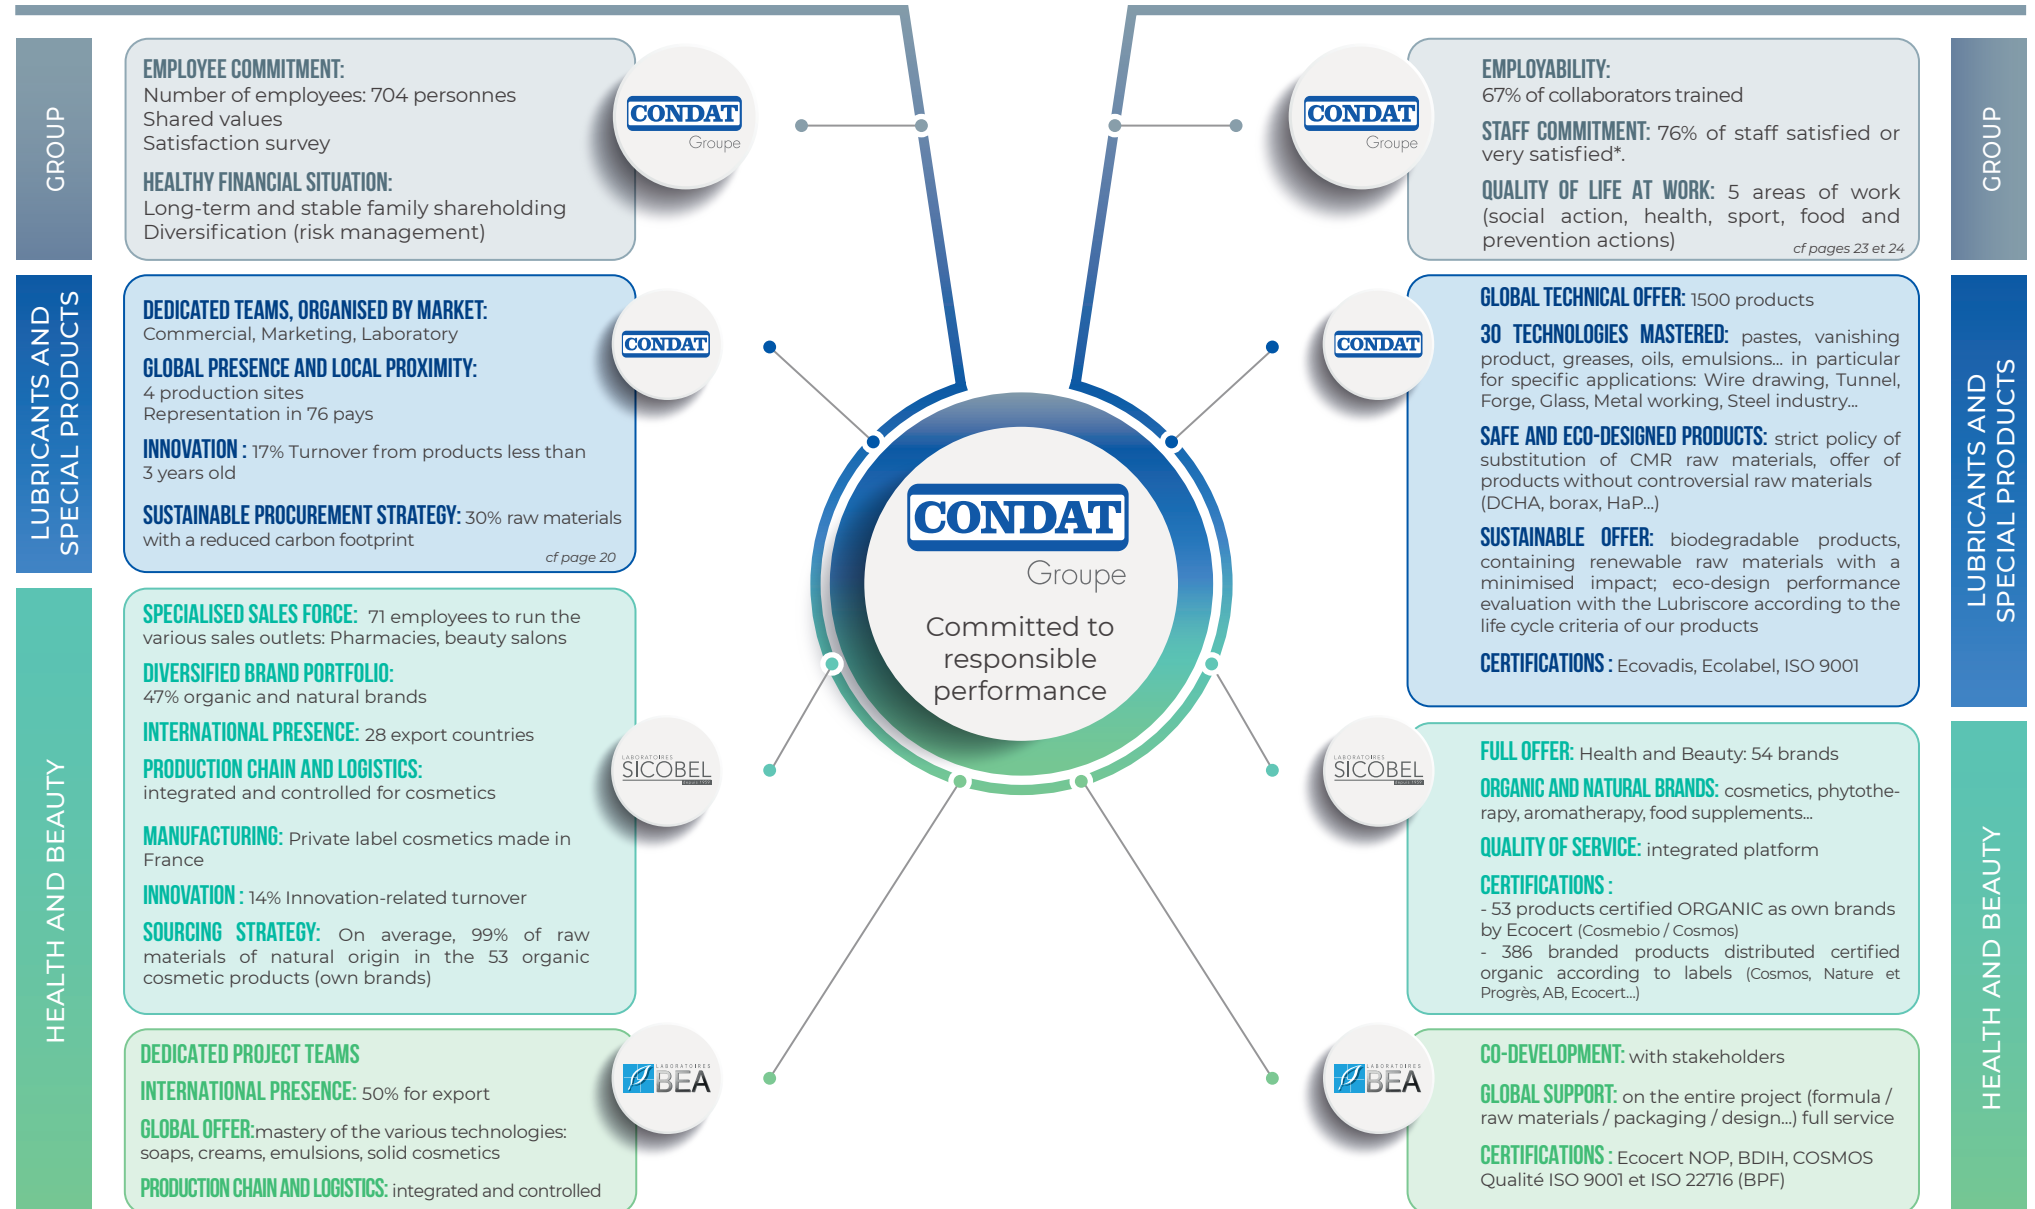 GROUP
EMPLOYEE COMMITMENT:
Number of employees: 704 personnes
Shared values
Satisfaction survey
HEALTHY FINANCIAL SITUATION:
Long-term and stable family shareholding
Diversification (risk management)
CONDAT
Groupe
LUBRICANTS AND
SPECIAL PRODUCTS
DEDICATED TEAMS, ORGANISED BY MARKET:
Commercial, Marketing, Laboratory
GLOBAL PRESENCE AND LOCAL PROXIMITY:
4 production sites
Representation in 76 pays
INNOVATION : 17% Turnover from products less than
3 years old
SUSTAINABLE PROCUREMENT STRATEGY: 30% raw materials
with a reduced carbon footprint
cf page 20
CONDAT
HEALTH AND BEAUTY
SPECIALISED SALES FORCE: 71 employees to run the
various sales outlets: Pharmacies, beauty salons
DIVERSIFIED BRAND PORTFOLIO:
47% organic and natural brands
INTERNATIONAL PRESENCE: 28 export countries
PRODUCTION CHAIN AND LOGISTICS:
integrated and controlled for cosmetics
MANUFACTURING: Private label cosmetics made in
France
INNOVATION : 14% Innovation-related turnover
SOURCING STRATEGY: On average, 99% of raw
materials of natural origin in the 53 organic
cosmetic products (own brands)
LABORATOIRES
SICOBEL
DEDICATED PROJECT TEAMS
INTERNATIONAL PRESENCE: 50% for export
GLOBAL OFFER:mastery of the various technologies:
soaps, creams, emulsions, solid cosmetics
PRODUCTION CHAIN AND LOGISTICS: integrated and controlled
LABORATOIRES
BEA
CONDAT
Groupe
Committed to
responsible
performance
CONDAT
Groupe
EMPLOYABILITY:
67% of collaborators trained
STAFF COMMITMENT: 76% of staff satisfied or
very satisfied*.
QUALITY OF LIFE AT WORK: 5 areas of work
(social action, health, sport, food and
prevention actions)
cf pages 23 et 24
GROUP
CONDAT
GLOBAL TECHNICAL OFFER: 1500 products
30 TECHNOLOGIES MASTERED: pastes, vanishing
product, greases, oils, emulsions... in particular
for specific applications: Wire drawing, Tunnel,
Forge, Glass, Metal working, Steel industry...
SAFE AND ECO-DESIGNED PRODUCTS: strict policy of
substitution of CMR raw materials, offer of
products without controversial raw materials
(DCHA, borax, HaP...)
SUSTAINABLE OFFER: biodegradable products,
containing renewable raw materials with a
minimised impact; eco-design performance
evaluation with the Lubriscore according to the
life cycle criteria of our products
CERTIFICATIONS : Ecovadis, Ecolabel, ISO 9001
LUBRICANTS AND
SPECIAL PRODUCTS
LABORATOIRES
SICOBEL
FULL OFFER: Health and Beauty: 54 brands
ORGANIC AND NATURAL BRANDS: cosmetics, phytothe-
rapy, aromatherapy, food supplements...
QUALITY OF SERVICE: integrated platform
CERTIFICATIONS :
- 53 products certified ORGANIC as own brands
by Ecocert (Cosmebio / Cosmos)
- 386 branded products distributed certified
organic according to labels (Cosmos, Nature et
Progrès, AB, Ecocert...)
LABORATOIRES
BEA
CO-DEVELOPMENT: with stakeholders
GLOBAL SUPPORT: on the entire project (formula /
raw materials / packaging / design...) full service
CERTIFICATIONS : Ecocert NOP, BDIH, COSMOS
Qualité ISO 9001 et ISO 22716 (BPF)
HEALTH AND BEAUTY